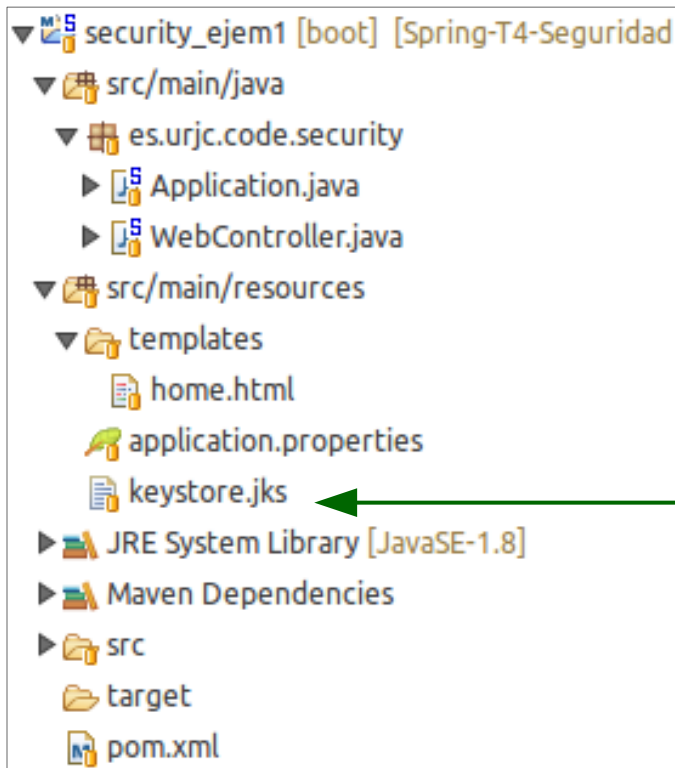 security_ejem1 [boot] [Spring-T4-Seguridad
src/main/java
es.urjc.code.security
Application.java
WebController.java
src/main/resources
templates
home.html
application.properties
keystore.jks
JRE System Library [JavaSE-1.8]
Maven Dependencies
src
target
pom.xml